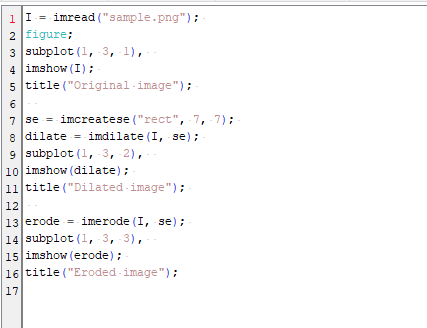 1 I = imread("sample.png");
2 figure;
3 subplot(1, 3, 1),
4 imshow(I);
5 title("Original image");
6
7 se = imcreatese("rect", 7, 7);
8 dilate = imdilate(I, se);
9 subplot(1, 3, 2),
10 imshow(dilate);
11 title("Dilated image");
12
13 erode = imerode(I, se);
14 subplot(1, 3, 3),
15 imshow(erode);
16 title("Eroded image");
17